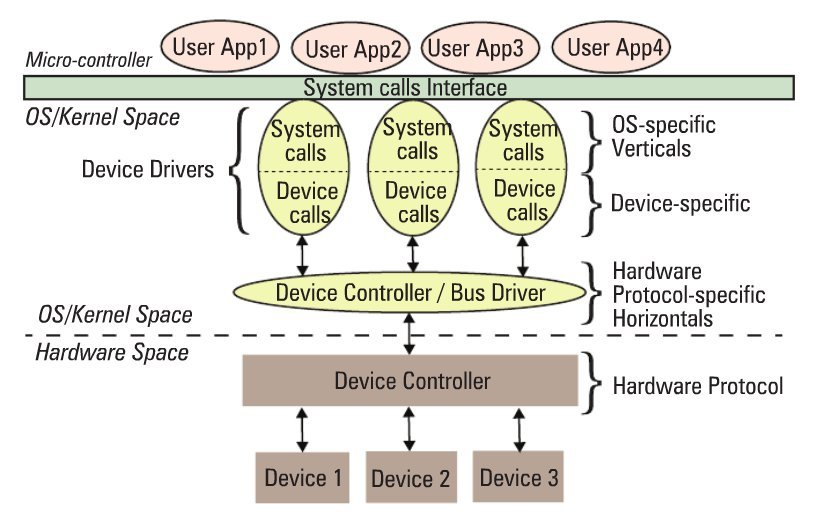 User App1
User App2
User App3
User App4
Micro-controller
System calls Interface
OS/Kernel Space
Device Drivers
System
calls
Device
calls
System
calls
Device
calls
System
calls
Device
calls
OS-specific
Verticals
Device-specific
Device Controller / Bus Driver
Hardware
Protocol-specific
Horizontals
OS/Kernel Space
Hardware Space
Device Controller
Hardware Protocol
Device 1
Device 2
Device 3